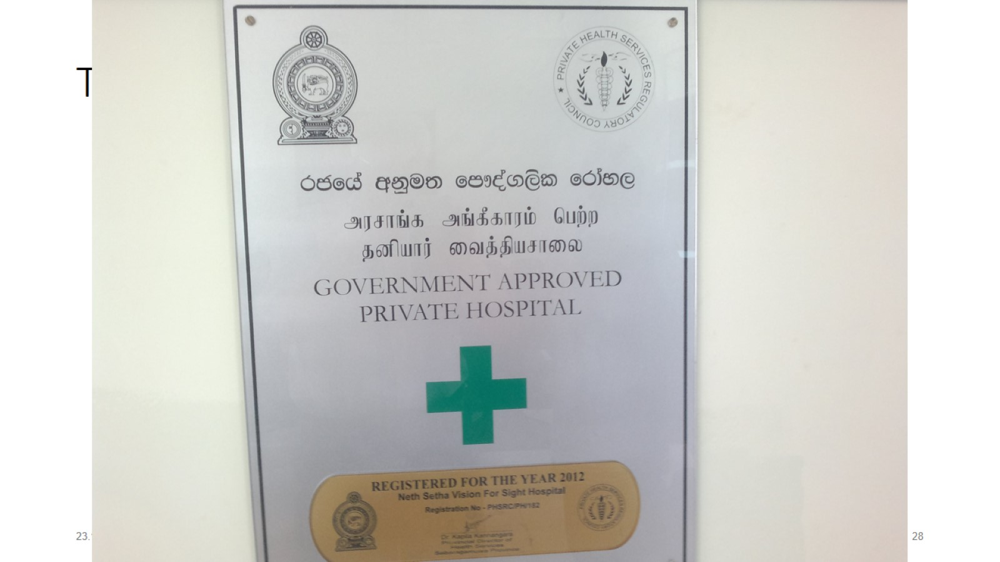 T
PRIVATE HEALTH SERVICES REGULATORY COUNCIL
රජයේ අනුමත පෞද්ගලික රෝහල
அரசாங்க அங்கீகாரம் பெற்ற
தனியார் வைத்தியசாலை
GOVERNMENT APPROVED
PRIVATE HOSPITAL
REGISTERED FOR THE YEAR 2012
Neth Setha Vision For Sight Hospital
Registration No - PHSRC/PH/182
Dr. Kapila Kannangara
Provincial Director of
Health Services
Sabaragamuwa Province
23.
28